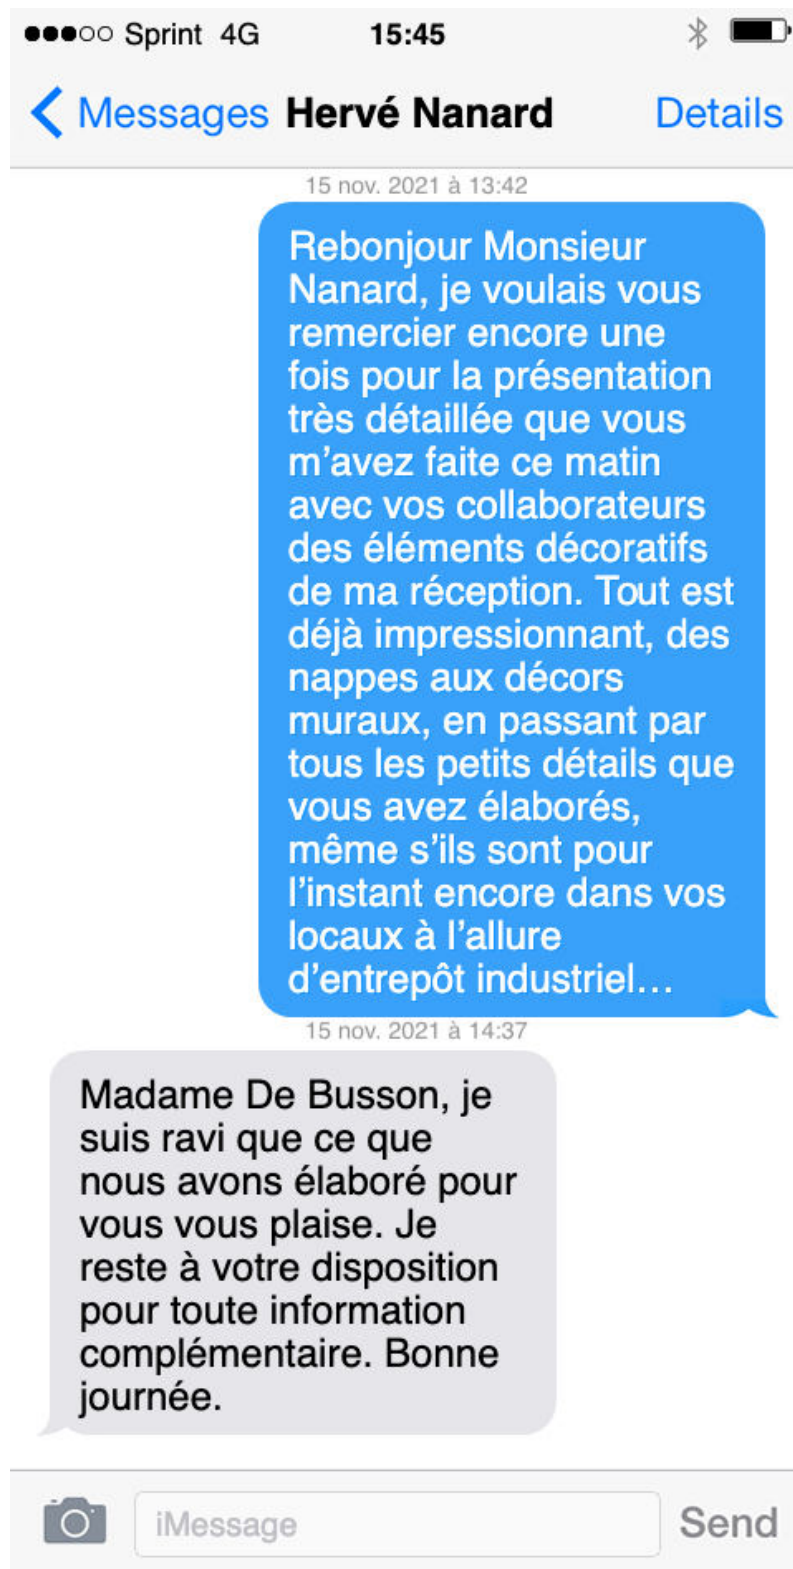 Sprint 4G 15:45
Messages Hervé Nanard Details
15 nov. 2021 à 13:42
Rebonjour Monsieur
Nanard, je voulais vous
remercier encore une
fois pour la présentation
très détaillée que vous
m’avez faite ce matin
avec vos collaborateurs
des éléments décoratifs
de ma réception. Tout est
déjà impressionnant, des
nappes aux décors
muraux, en passant par
tous les petits détails que
vous avez élaborés,
même s’ils sont pour
l’instant encore dans vos
locaux à l’allure
d’entrepôt industriel…
15 nov. 2021 à 14:37
Madame De Busson, je
suis ravi que ce que
nous avons élaboré pour
vous vous plaise. Je
reste à votre disposition
pour toute information
complémentaire. Bonne
journée.
iMessage Send